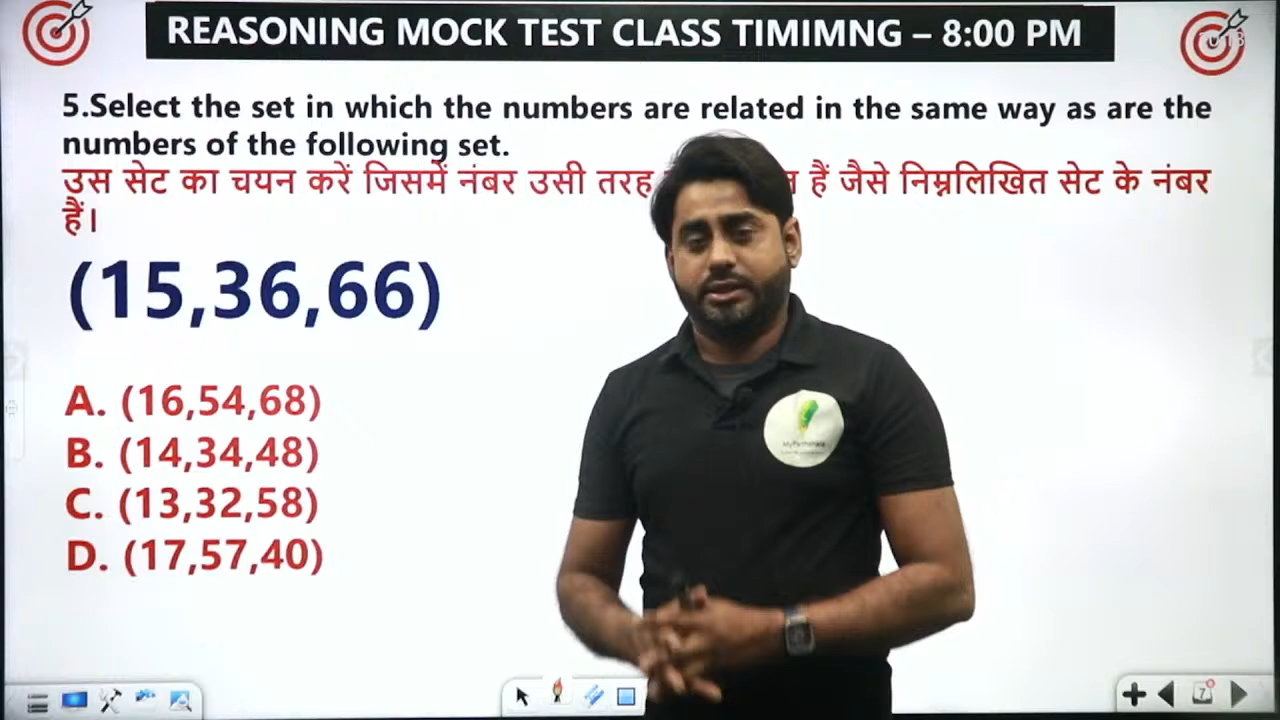 REASONING MOCK TEST CLASS TIMIMNG – 8:00 PM
5.Select the set in which the numbers are related in the same way as are the
numbers of the following set.
उस सेट का चयन करें जिसमें नंबर उसी तरह हैं जैसे निम्नलिखित सेट के नंबर
हैं।
(15,36,66)
A. (16,54,68)
B. (14,34,48)
C. (13,32,58)
D. (17,57,40)
MyPathshala
7